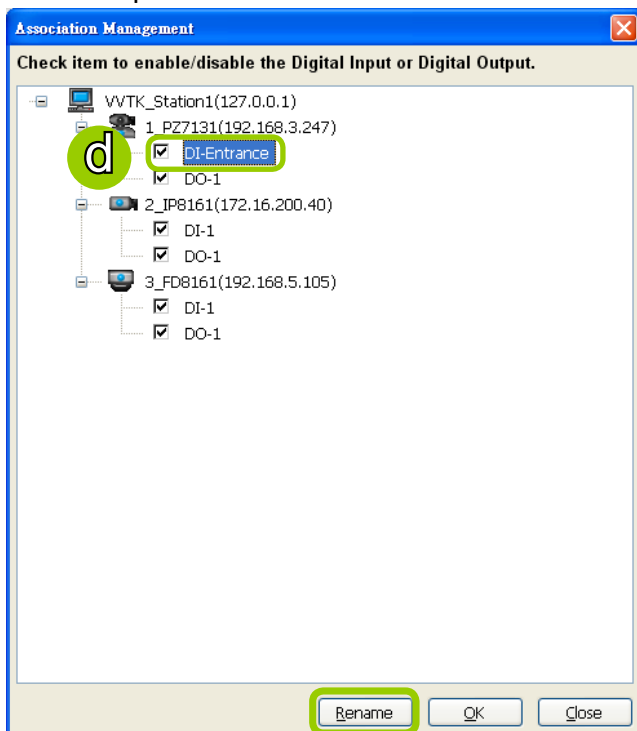 Association Management
Check item to enable/disable the Digital Input or Digital Output.
VVTK_Station1(127.0.0.1)
1_PZ7131(192.168.3.247)
d
DI-Entrance
DO-1
2_IP8161(172.16.200.40)
DI-1
DO-1
3_FD8161(192.168.5.105)
DI-1
DO-1
Rename OK Close